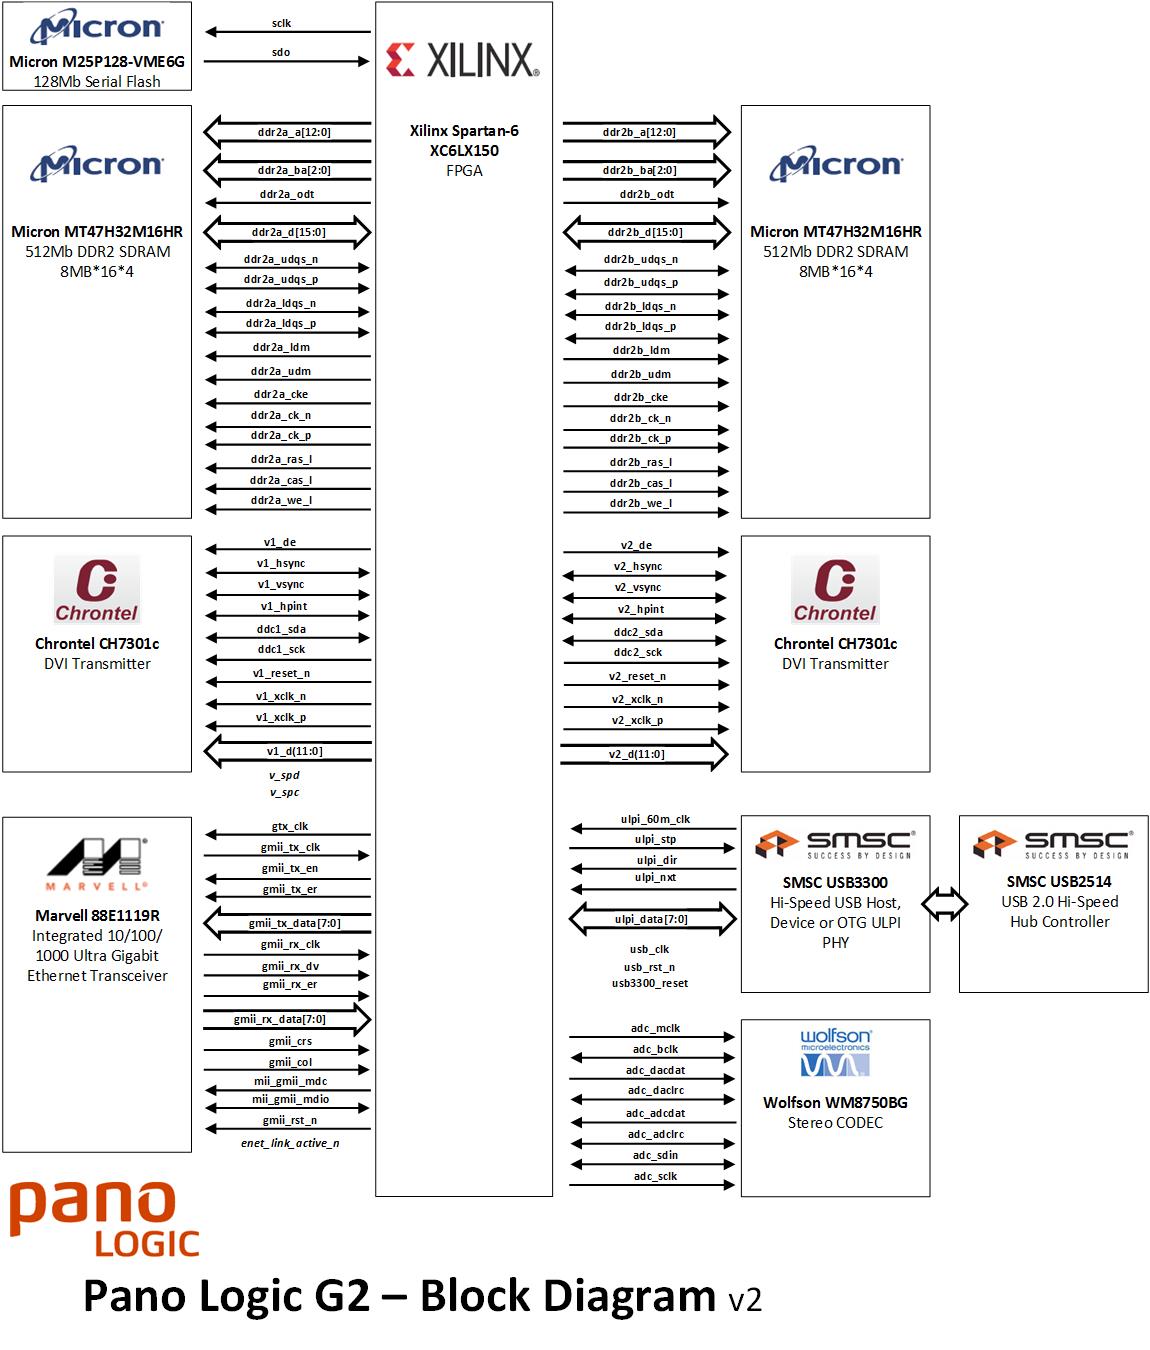 Micron
Micron M25P128-VME6G
128Mb Serial Flash
sclk
sdo
XILINX
Xilinx Spartan-6
XC6LX150
FPGA
Micron
Micron MT47H32M16HR
512Mb DDR2 SDRAM
8MB*16*4
ddr2a_a[12:0]
ddr2a_ba[2:0]
ddr2a_odt
ddr2a_d[15:0]
ddr2a_udqs_n
ddr2a_udqs_p
ddr2a_ldqs_n
ddr2a_ldqs_p
ddr2a_ldm
ddr2a_udm
ddr2a_cke
ddr2a_ck_n
ddr2a_ck_p
ddr2a_ras_l
ddr2a_cas_l
ddr2a_we_l
ddr2b_a[12:0]
ddr2b_ba[2:0]
ddr2b_odt
ddr2b_d[15:0]
ddr2b_udqs_n
ddr2b_udqs_p
ddr2b_ldqs_n
ddr2b_ldqs_p
ddr2b_ldm
ddr2b_udm
ddr2b_cke
ddr2b_ck_n
ddr2b_ck_p
ddr2b_ras_l
ddr2b_cas_l
ddr2b_we_l
Micron
Micron MT47H32M16HR
512Mb DDR2 SDRAM
8MB*16*4
Chrontel
Chrontel CH7301c
DVI Transmitter
v1_de
v1_hsync
v1_vsync
v1_hpint
ddc1_sda
ddc1_sck
v1_reset_n
v1_xclk_n
v1_xclk_p
v1_d(11:0]
v_spd
v_spc
v2_de
v2_hsync
v2_vsync
v2_hpint
ddc2_sda
ddc2_sck
v2_reset_n
v2_xclk_n
v2_xclk_p
v2_d(11:0]
Chrontel
Chrontel CH7301c
DVI Transmitter
MARVELL
Marvell 88E1119R
Integrated 10/100/
1000 Ultra Gigabit
Ethernet Transceiver
gtx_clk
gmii_tx_clk
gmii_tx_en
gmii_tx_er
gmii_tx_data[7:0]
gmii_rx_clk
gmii_rx_dv
gmii_rx_er
gmii_rx_data[7:0]
gmii_crs
gmii_col
mii_gmii_mdc
mii_gmii_mdio
gmii_rst_n
enet_link_active_n
ulpi_60m_clk
ulpi_stp
ulpi_dir
ulpi_nxt
ulpi_data[7:0]
usb_clk
usb_rst_n
usb3300_reset
SMSC
SUCCESS BY DESIGN
SMSC USB3300
Hi-Speed USB Host,
Device or OTG ULPI
PHY
SMSC
SUCCESS BY DESIGN
SMSC USB2514
USB 2.0 Hi-Speed
Hub Controller
adc_mclk
adc_bclk
adc_dacdat
adc_daclrc
adc_adcdat
adc_adclrc
adc_sdin
adc_sclk
wolfson
microelectronics
Wolfson WM8750BG
Stereo CODEC
pano
LOGIC
Pano Logic G2 – Block Diagram v2